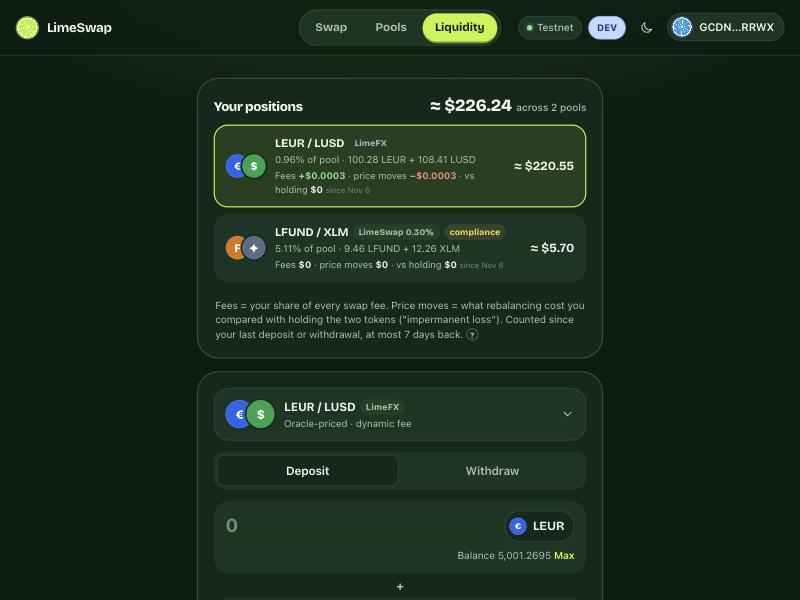 LimeSwap
Swap Pools Liquidity
Testnet DEV GCDN...RRWX
Your positions ≈ $226.24 across 2 pools
€ $ LEUR / LUSD LimeFX
0.96% of pool · 100.28 LEUR + 108.41 LUSD ≈ $220.55
Fees +$0.0003 · price moves −$0.0003 · vs
holding $0 since Nov 6
F LFUND / XLM LimeSwap 0.30% compliance
5.11% of pool · 9.46 LFUND + 12.26 XLM ≈ $5.70
Fees $0 · price moves $0 · vs holding $0 since Nov 6
Fees = your share of every swap fee. Price moves = what rebalancing cost you
compared with holding the two tokens ("impermanent loss"). Counted since
your last deposit or withdrawal, at most 7 days back. ?
€ $ LEUR / LUSD LimeFX
Oracle-priced · dynamic fee
Deposit Withdraw
0 € LEUR
Balance 5,001.2695 Max
+